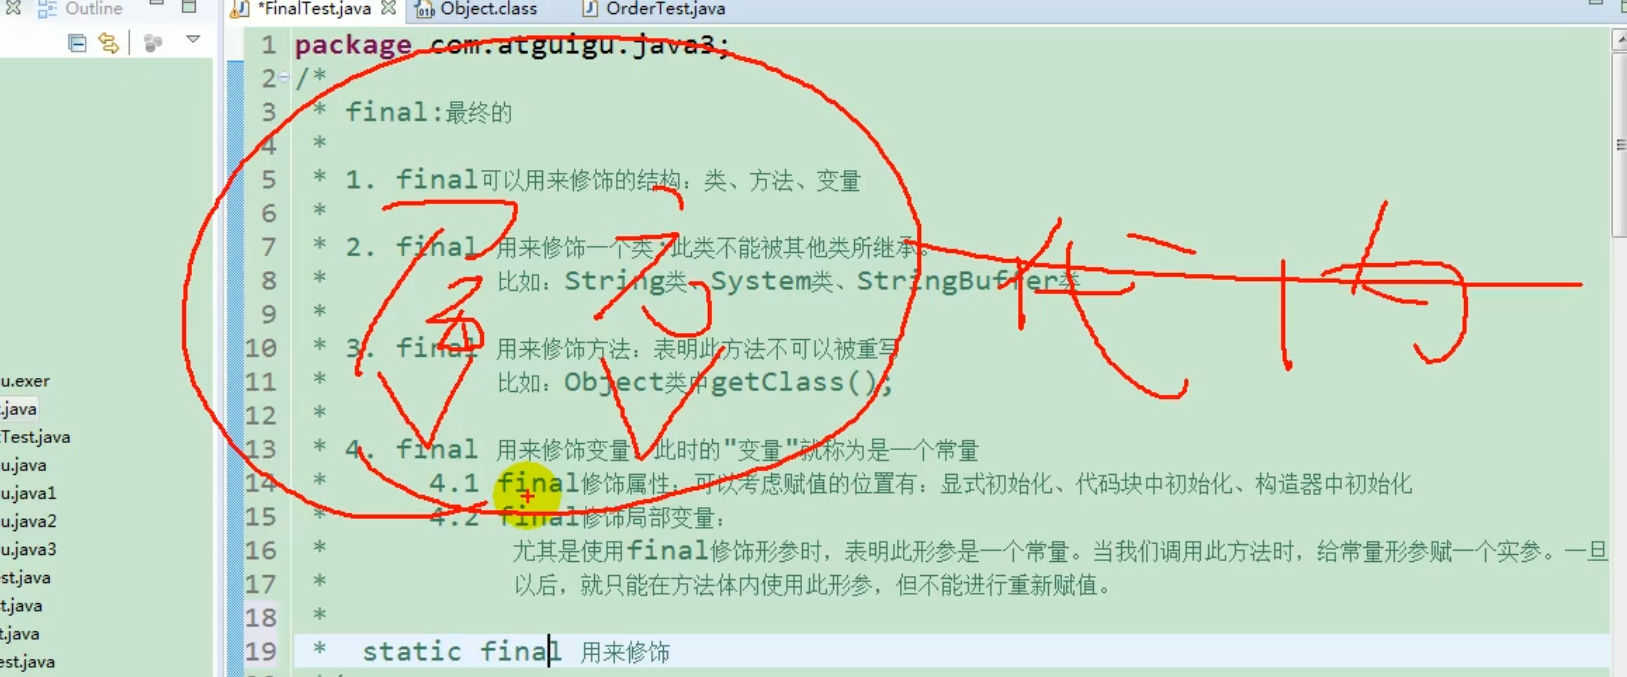 Outline
*FinalTest.java
Object.class
OrderTest.java
1 package com.atguigu.java3;
2 /*
3 * final:最终的
4 *
5 * 1. final可以用来修饰的结构：类、方法、变量
6 *
7 * 2. final 用来修饰一个类:此类不能被其他类所继承。
8 * 比如：String类、System类、StringBuffer类
9 *
10 * 3. final 用来修饰方法：表明此方法不可以被重写
11 * 比如：Object类中getClass();
12 *
13 * 4. final 用来修饰变量：此时的"变量"就称为是一个常量
14 * 4.1 final修饰属性：可以考虑赋值的位置有：显式初始化、代码块中初始化、构造器中初始化
15 * 4.2 final修饰局部变量：
16 * 尤其是使用final修饰形参时，表明此形参是一个常量。当我们调用此方法时，给常量形参赋一个实参。一旦
17 * 以后，就只能在方法体内使用此形参，但不能进行重新赋值。
18 *
19 * static final 用来修饰
u.exer
.java
Test.java
u.java
u.java1
u.java2
u.java3
st.java
t.java
t.java
est.java